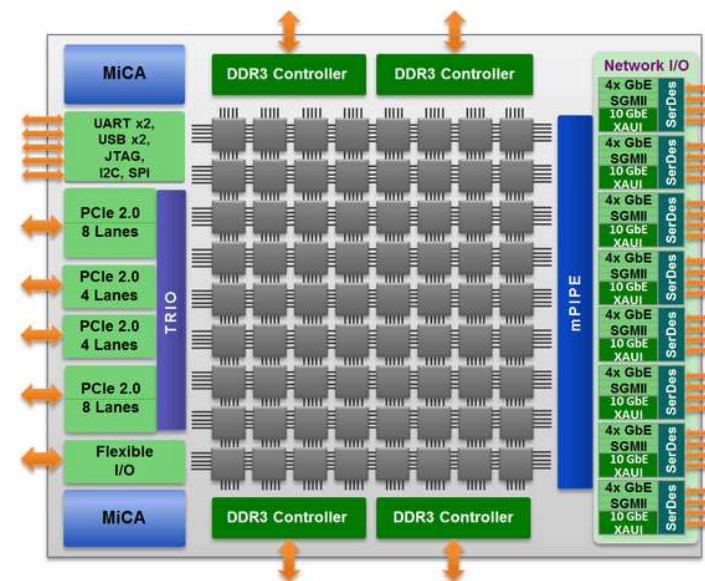 MiCA
DDR3 Controller
DDR3 Controller
UART x2,
USB x2,
JTAG,
I2C, SPI
PCIe 2.0
8 Lanes
PCIe 2.0
4 Lanes
PCIe 2.0
4 Lanes
PCIe 2.0
8 Lanes
TRIO
Flexible
I/O
MiCA
DDR3 Controller
DDR3 Controller
mPIPE
Network I/O
4x GbE
SGMII
10 GbE
XAUI
SerDes
4x GbE
SGMII
10 GbE
XAUI
SerDes
4x GbE
SGMII
10 GbE
XAUI
SerDes
4x GbE
SGMII
10 GbE
XAUI
SerDes
4x GbE
SGMII
10 GbE
XAUI
SerDes
4x GbE
SGMII
10 GbE
XAUI
SerDes
4x GbE
SGMII
10 GbE
XAUI
SerDes
4x GbE
SGMII
10 GbE
XAUI
SerDes